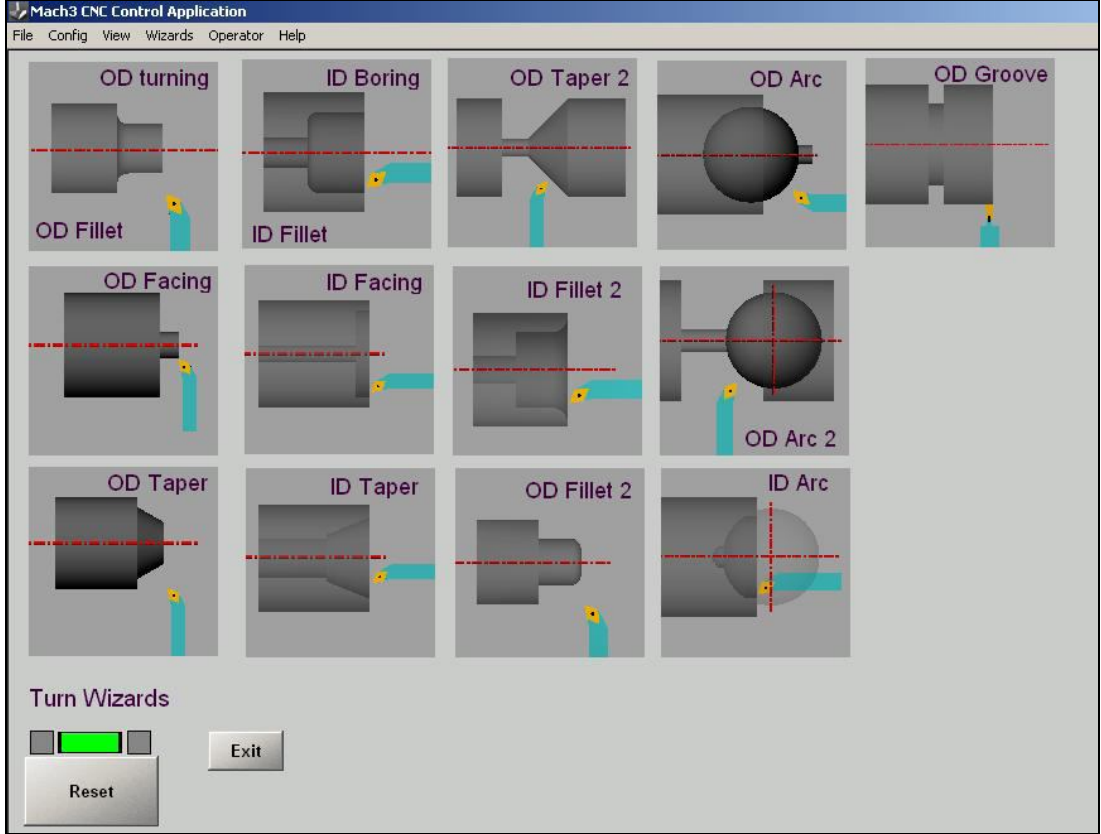 Mach3 CNC Control Application
File Config View Wizards Operator Help
OD turning
OD Fillet
ID Boring
ID Fillet
OD Taper 2
OD Arc
OD Groove
OD Facing
ID Facing
ID Fillet 2
OD Arc 2
OD Taper
ID Taper
OD Fillet 2
ID Arc
Turn Wizards
Reset
Exit